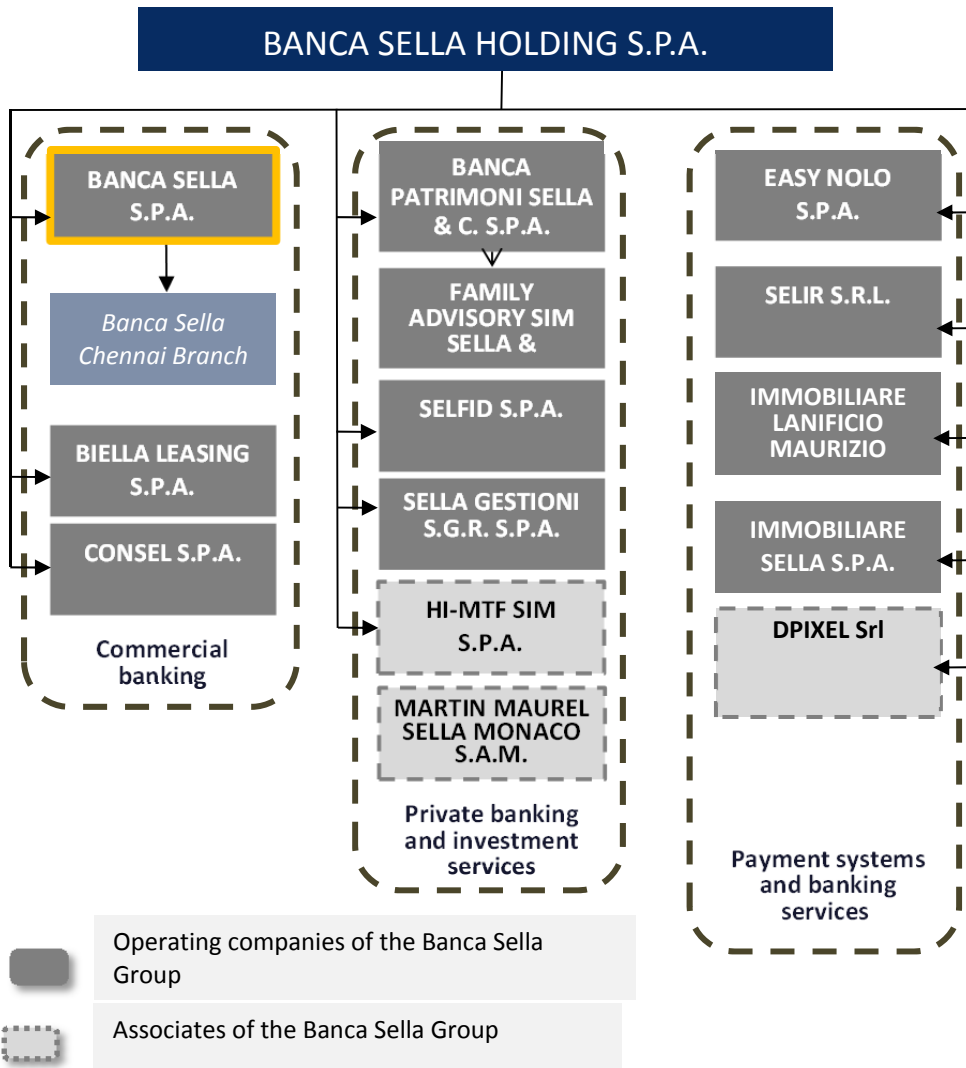 BANCA SELLA HOLDING S.P.A.
BANCA SELLA
S.P.A.
Banca Sella
Chennai Branch
BIELLA LEASING
S.P.A.
CONSEL S.P.A.
Commercial
banking
BANCA
PATRIMONI SELLA
& C. S.P.A.
FAMILY
ADVISORY SIM
SELLA &
SELFID S.P.A.
SELLA GESTIONI
S.G.R. S.P.A.
HI-MTF SIM
S.P.A.
MARTIN MAUREL
SELLA MONACO
S.A.M.
Private banking
and investment
services
EASY NOLO
S.P.A.
SELIR S.R.L.
IMMOBILIARE
LANIFICIO
MAURIZIO
IMMOBILIARE
SELLA S.P.A.
DPIXEL Srl
Payment systems
and banking
services
Operating companies of the Banca Sella
Group
Associates of the Banca Sella Group